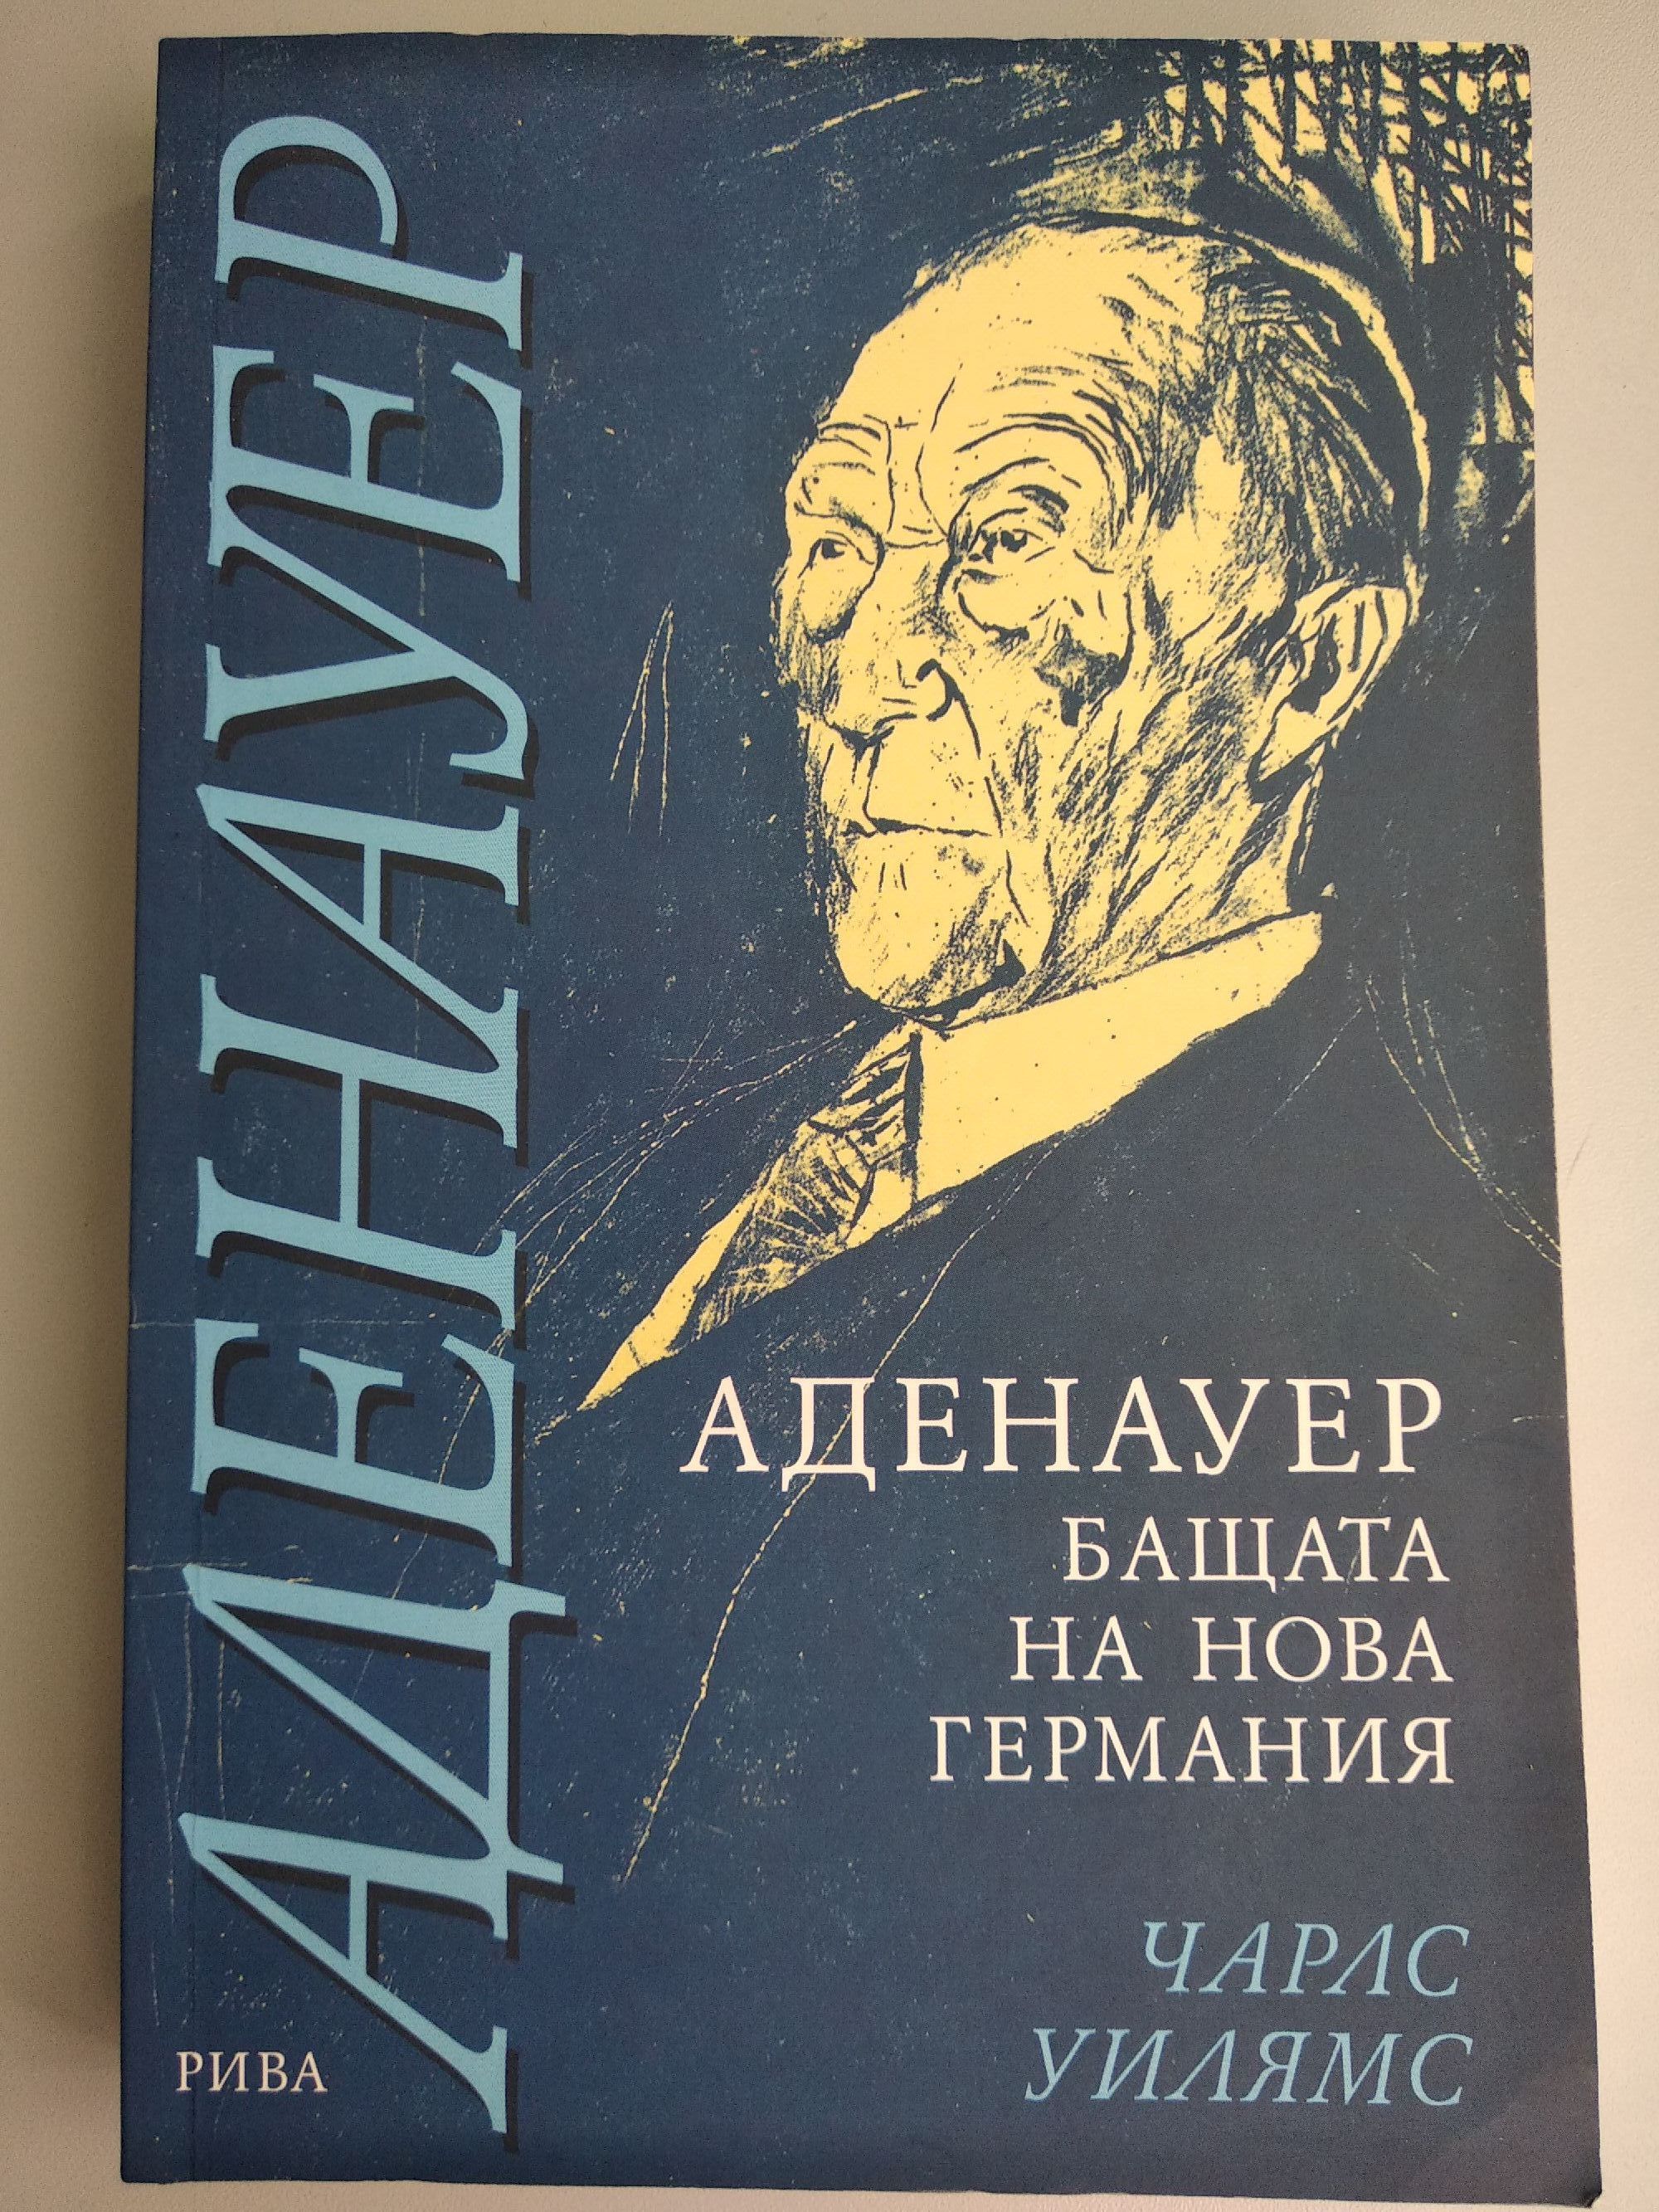 АДЕНАУЕР
АДЕНАУЕР
БАЩАТА
НА НОВА
ГЕРМАНИЯ
ЧАРЛС
УИЛЯМС
РИВА